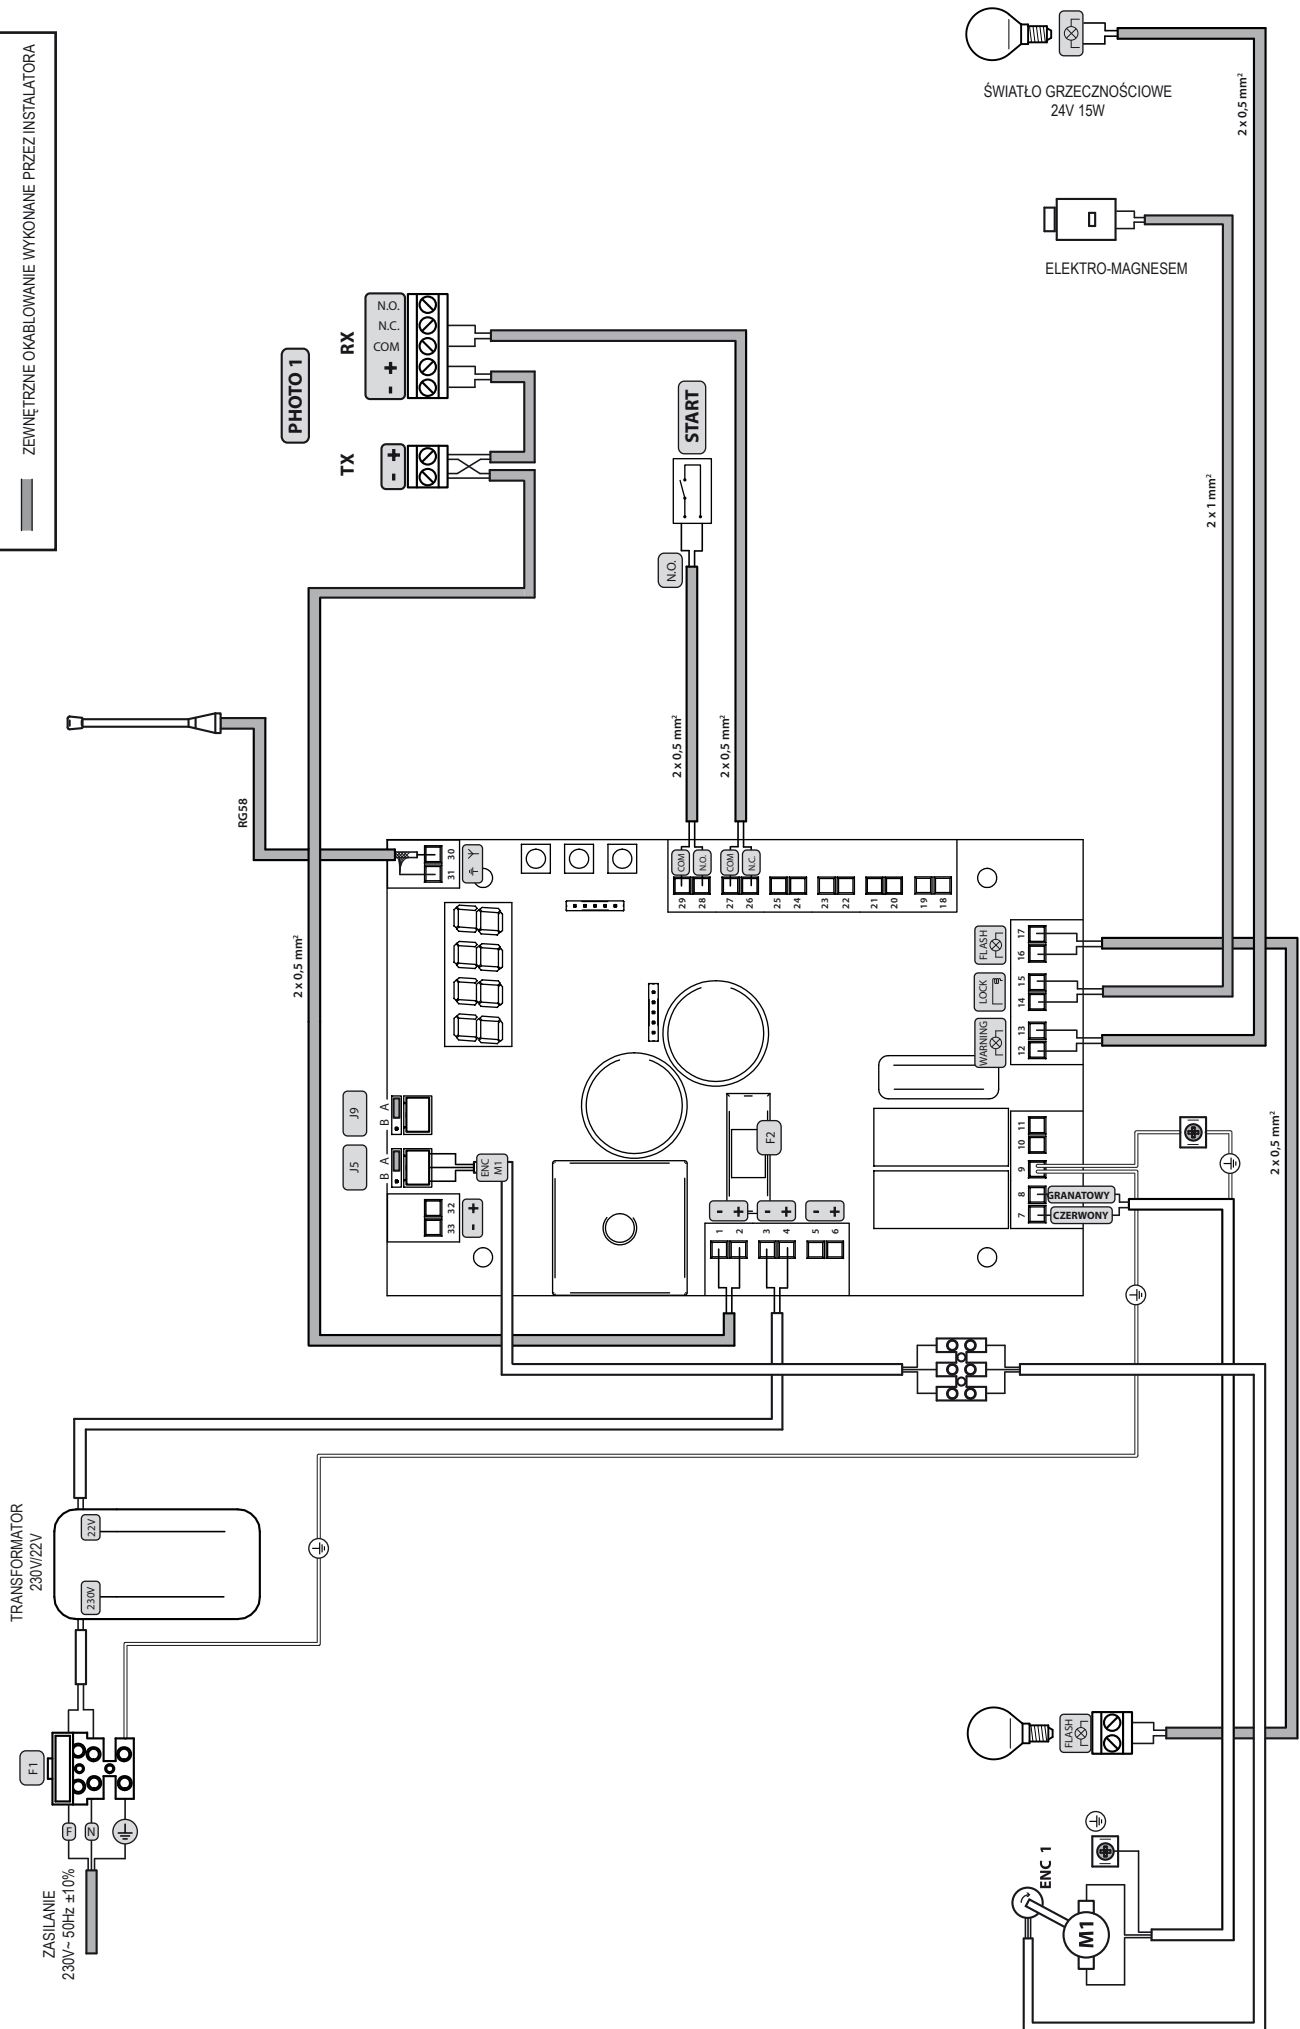 ZEWNĘTRZNE OKABLOWANIE WYKONANE PRZEZ INSTALATORA
ŚWIATŁO GRZECZNOŚCIOWE
24V 15W
2 x 0,5 mm²
ELEKTRO-MAGNESEM
2 x 1 mm²
PHOTO 1
RX
N.O.
N.C.
COM
+
-
TX
+
-
START
N.O.
2 x 0,5 mm²
2 x 0,5 mm²
RG58
2 x 0,5 mm²
30
31
COM
N.O.
COM
N.C.
29
28
27
26
25
24
23
22
21
20
19
18
FLASH
17
16
LOCK
15
14
WARNING
13
12
J9
B A
J5
B A
ENC
M1
32
33
+
-
F2
- +
- +
- +
1
2
3
4
5
6
11
10
9
8
7
GRANATOWY
CZERWONY
2 x 0,5 mm²
TRANSFORMATOR
230V/22V
22V
230V
F1
F
N
ZASILANIE
230V~ 50Hz ±10%
FLASH
ENC 1
M1